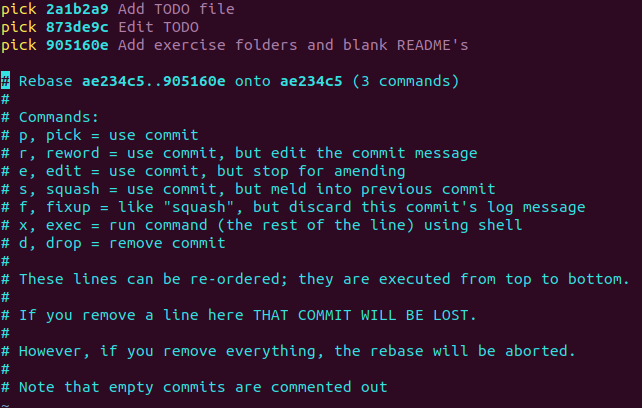 pick 2a1b2a9 Add TODO file
pick 873de9c Edit TODO
pick 905160e Add exercise folders and blank README's

# Rebase ae234c5..905160e onto ae234c5 (3 commands)
#
# Commands:
# p, pick = use commit
# r, reword = use commit, but edit the commit message
# e, edit = use commit, but stop for amending
# s, squash = use commit, but meld into previous commit
# f, fixup = like "squash", but discard this commit's log message
# x, exec = run command (the rest of the line) using shell
# d, drop = remove commit
#
# These lines can be re-ordered; they are executed from top to bottom.
#
# If you remove a line here THAT COMMIT WILL BE LOST.
#
# However, if you remove everything, the rebase will be aborted.
#
# Note that empty commits are commented out
~